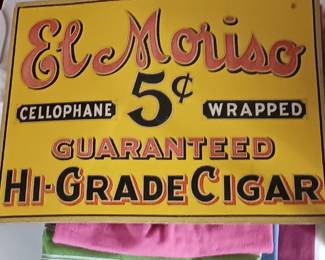 El Moriso
CELLOPHANE 5¢ WRAPPED
GUARANTEED
HI-GRADE CIGAR